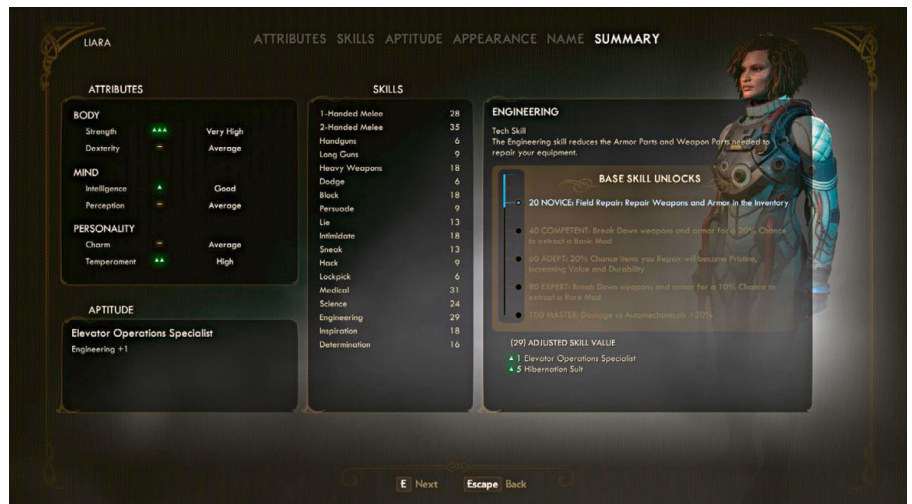 LIARA
ATTRIBUTES SKILLS APTITUDE APPEARANCE NAME SUMMARY
ATTRIBUTES
BODY
Strength Very High
Dexterity Average
MIND
Intelligence Good
Perception Average
PERSONALITY
Charm Average
Temperament High
APTITUDE
Elevator Operations Specialist
Engineering +1
SKILLS
1-Handed Melee 28
2-Handed Melee 35
Handguns 6
Long Guns 9
Heavy Weapons 18
Dodge 6
Block 18
Persuade 9
Lie 13
Intimidate 18
Sneak 13
Hack 9
Lockpick 6
Medical 31
Science 24
Engineering 29
Inspiration 18
Determination 16
ENGINEERING
Tech Skill
The Engineering skill reduces the Armor Parts and Weapon Parts needed to
repair your equipment.
BASE SKILL UNLOCKS
20 NOVICE: Field Repair: Repair Weapons and Armor in the Inventory
40 COMPETENT: Break Down weapons and armor for a 20% Chance
to extract a Basic Mod
60 ADEPT: 20% Chance items you Repair will become Pristine,
Increasing Value and Durability
80 EXPERT: Break Down weapons and armor for a 10% Chance to
extract a Rare Mod
100 MASTER: Damage vs Automechanicals +20%
(29) ADJUSTED SKILL VALUE
1 Elevator Operations Specialist
5 Hibernation Suit
E Next Escape Back